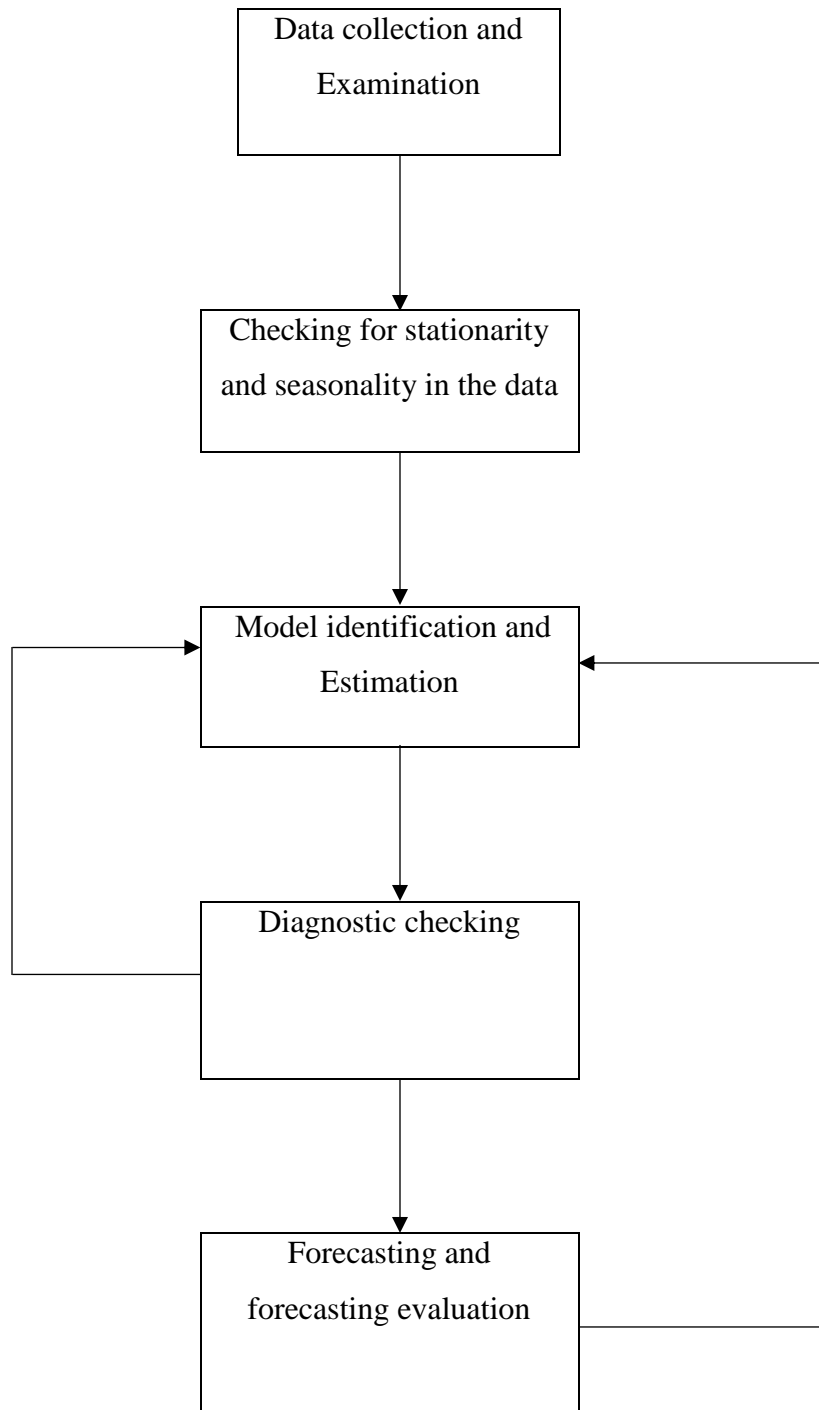 Data collection and
Examination
Checking for stationarity
and seasonality in the data
Model identification and
Estimation
Diagnostic checking
Forecasting and
forecasting evaluation